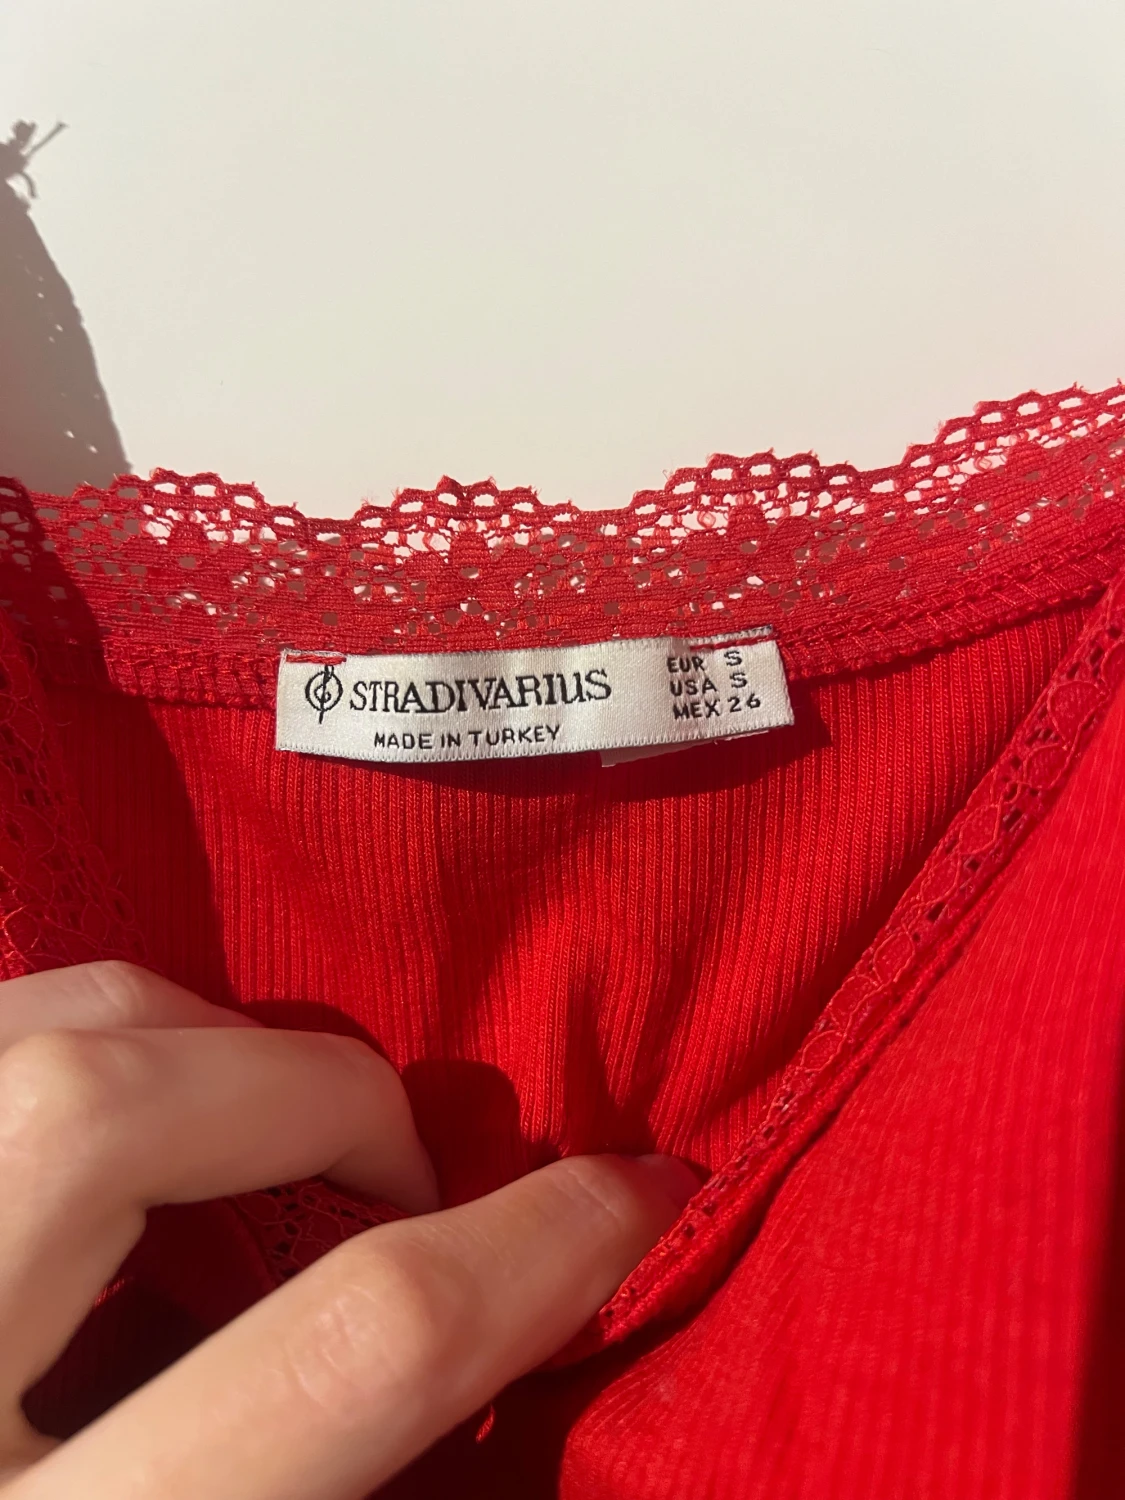 STRADIVARIUS
MADE IN TURKEY
EUR S
USA S
MEX 26